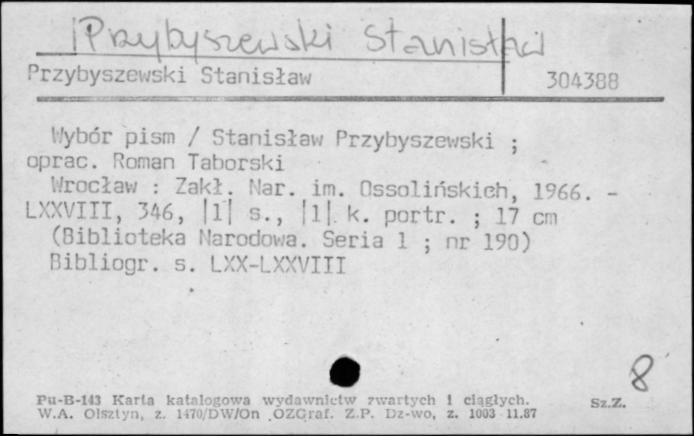 Przybyszewski Stanisław
Przybyszewski Stanisław 304388
Wybór pism / Stanisław Przybyszewski ;
oprac. Roman Taborski
Wrocław : Zakł. Nar. im. Ossolińskich, 1966. -
LXXVIII, 346, |1| s., |1| k. portr. ; 17 cm
(Biblioteka Narodowa. Seria 1 ; nr 190)
Bibliogr. s. LXX-LXXVIII
8
Pu-B-143 Karta katalogowa wydawnictw zwartych i ciągłych. Sz.Z.
W.A. Olsztyn, z. 1470/DW/On OZGraf. Z.P. Dz-wo, z. 1003 11.87